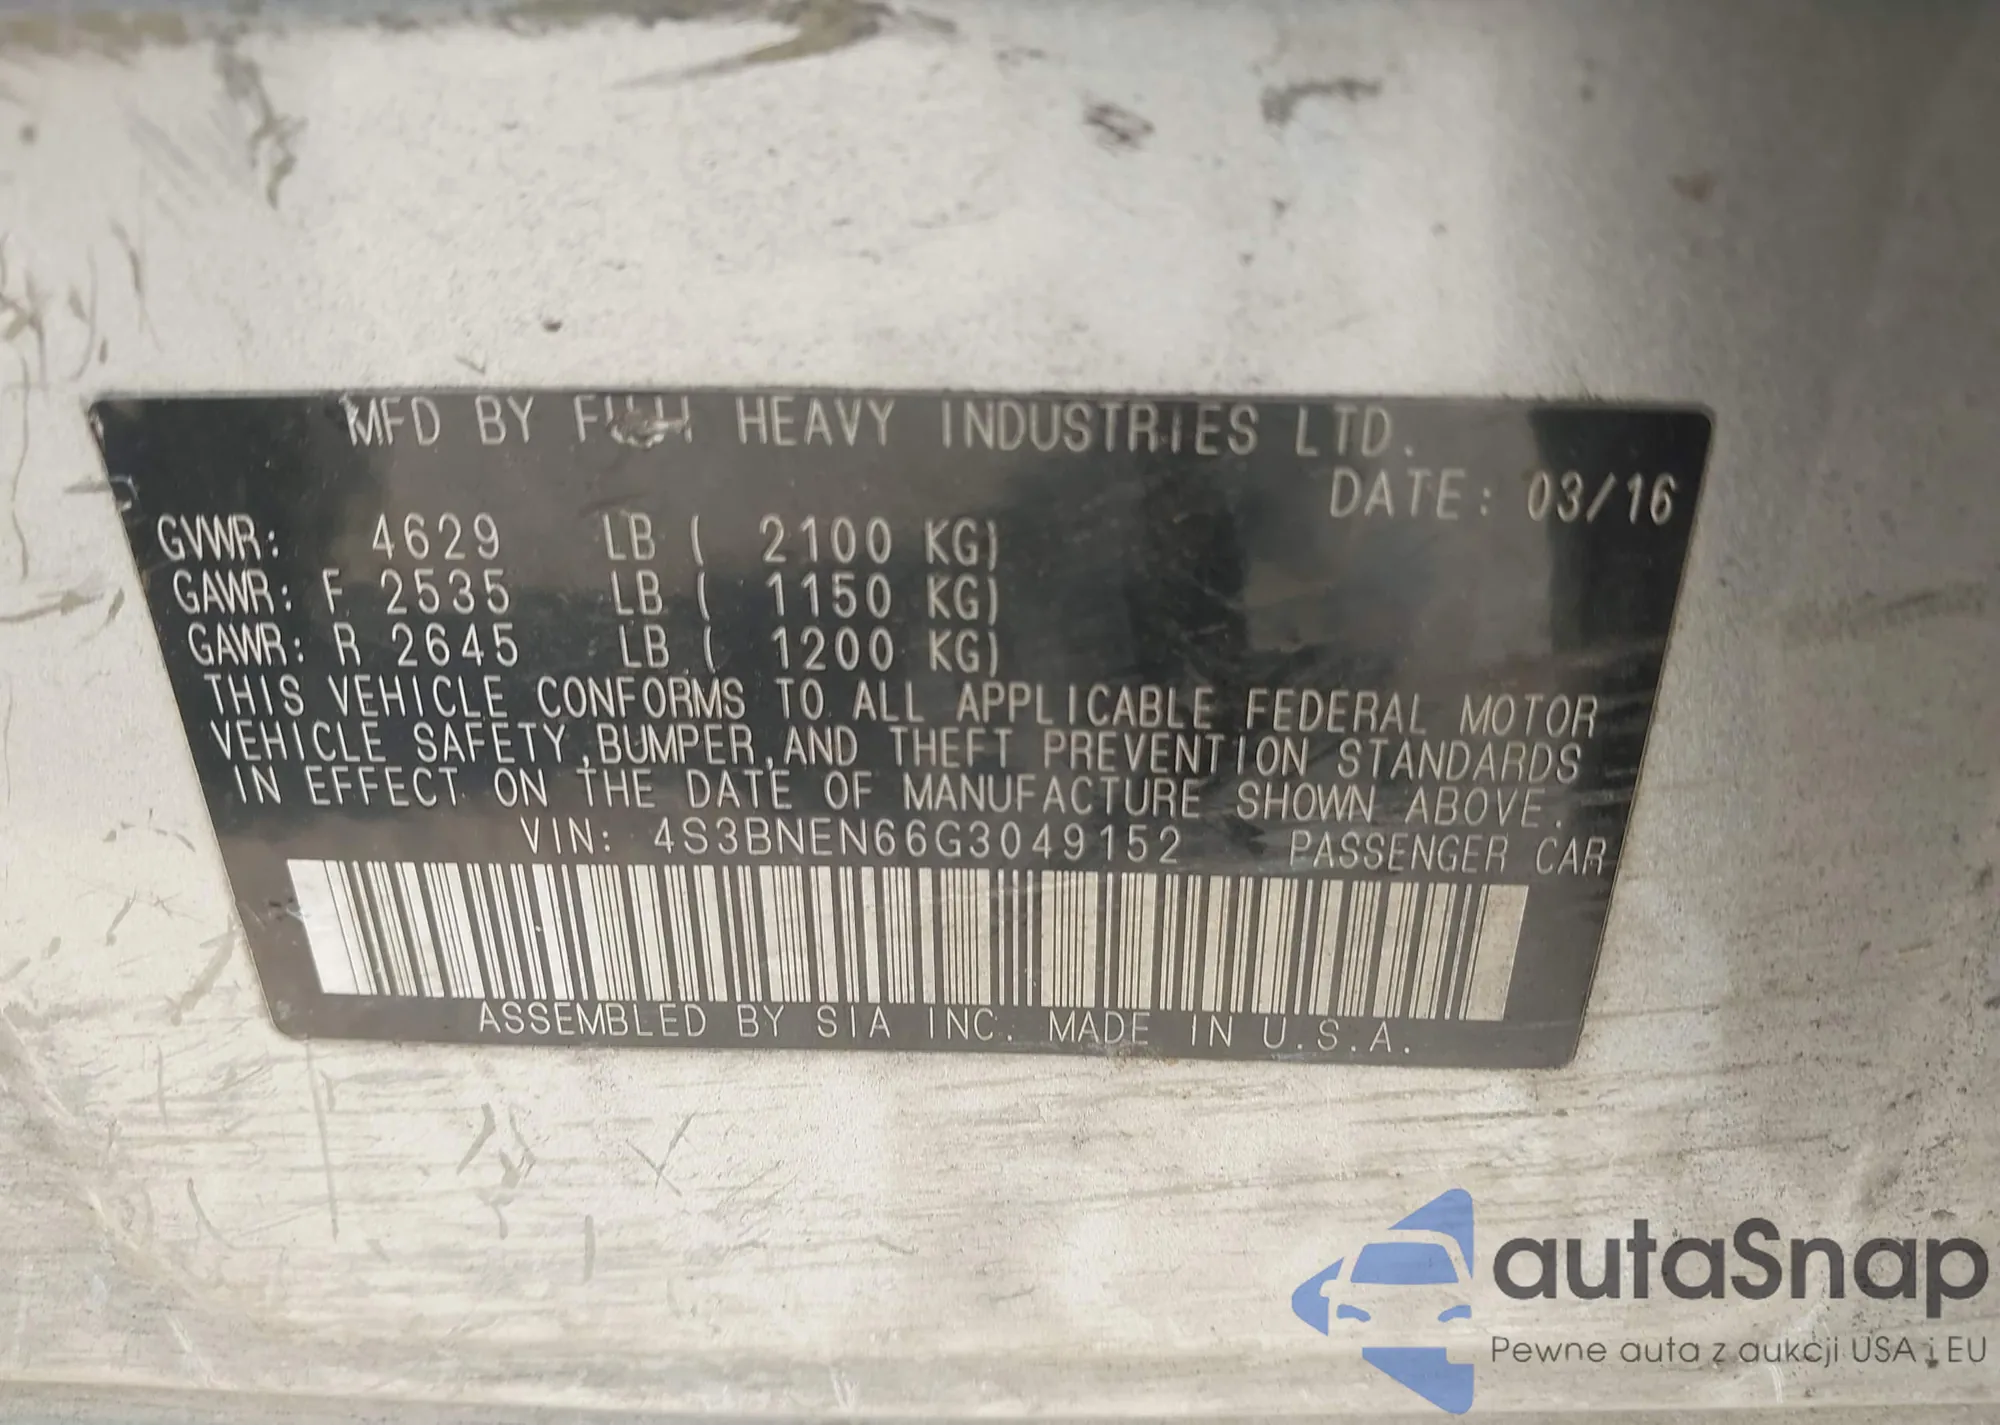 MFD BY FUJI HEAVY INDUSTRIES LTD.
DATE: 03/16
GVWR: 4629 LB ( 2100 KG)
GAWR: F 2535 LB ( 1150 KG)
GAWR: R 2645 LB ( 1200 KG)
THIS VEHICLE CONFORMS TO ALL APPLICABLE FEDERAL MOTOR
VEHICLE SAFETY,BUMPER,AND THEFT PREVENTION STANDARDS
IN EFFECT ON THE DATE OF MANUFACTURE SHOWN ABOVE.
VIN: 4S3BNEN66G3049152 PASSENGER CAR
ASSEMBLED BY SIA INC. MADE IN U.S.A.
autaSnap
Pewne auta z aukcji USA i EU